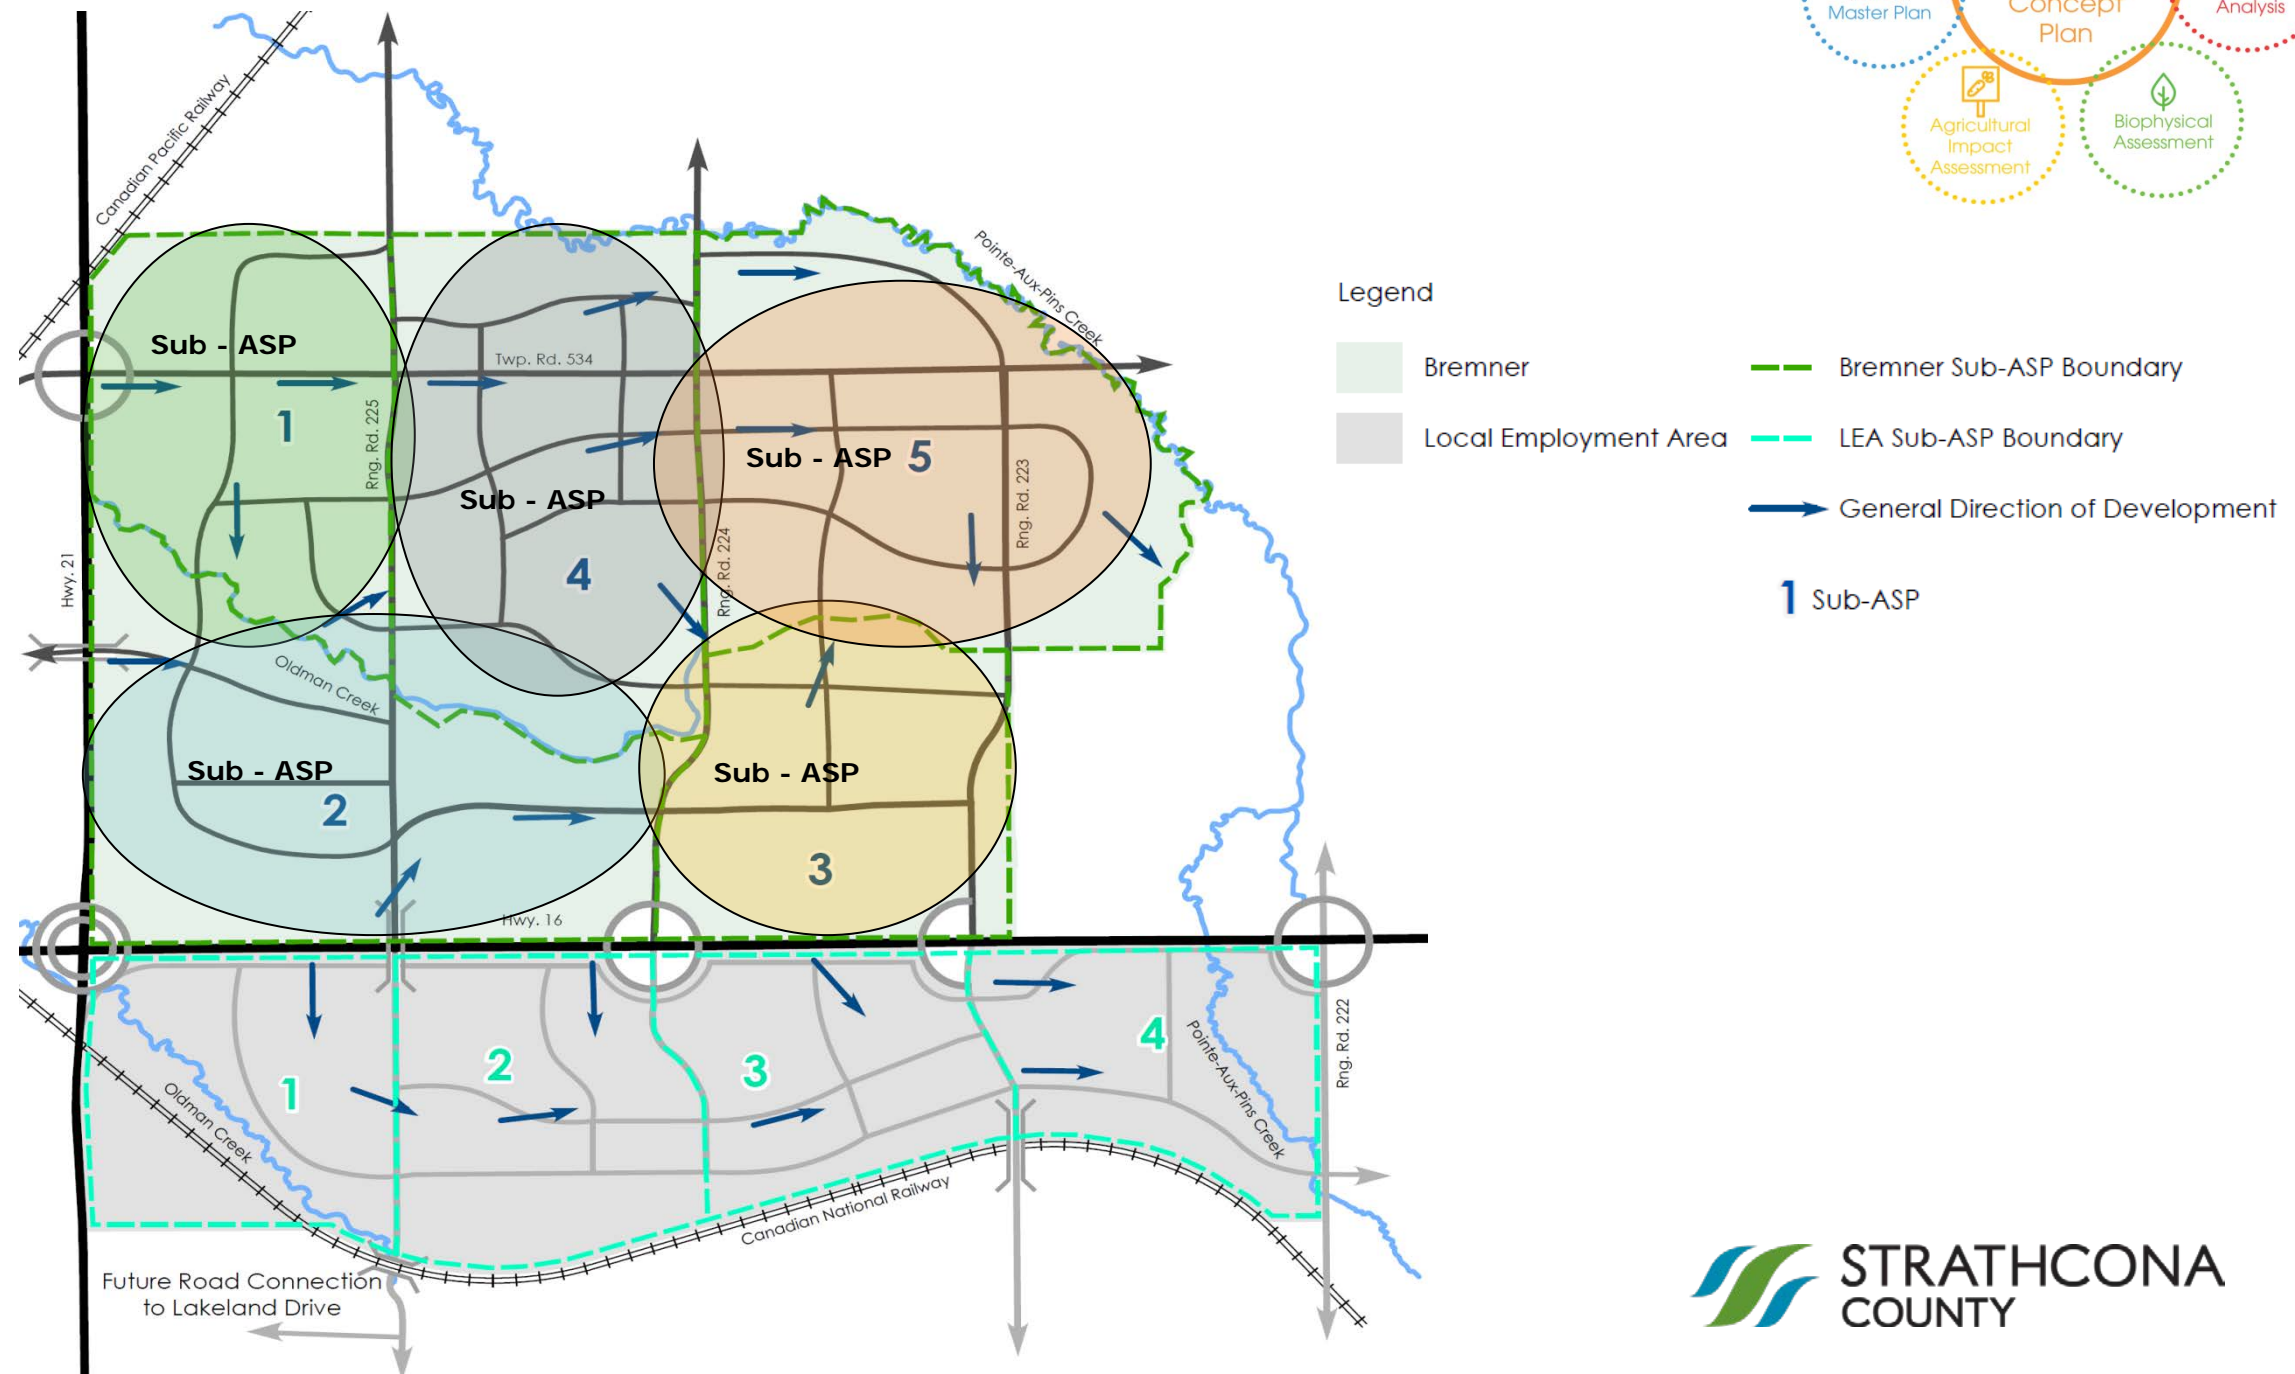 Master Plan
Concept
Plan
Analysis
Agricultural
Impact
Assessment
Biophysical
Assessment
Canadian Pacific Railway
Pointe-Aux-Pins Creek
Sub - ASP
1
Twp. Rd. 534
Rng. Rd. 225
Sub - ASP
4
Sub - ASP 5
Rng. Rd. 223
Rng. Rd. 224
Hwy. 21
Oldman Creek
Sub - ASP
2
Sub - ASP
3
Hwy. 16
1
2
3
4
Oldman Creek
Pointe-Aux-Pins Creek
Rng. Rd. 222
Canadian National Railway
Future Road Connection
to Lakeland Drive
Legend
Bremner
Local Employment Area
Bremner Sub-ASP Boundary
LEA Sub-ASP Boundary
General Direction of Development
1 Sub-ASP
STRATHCONA
COUNTY